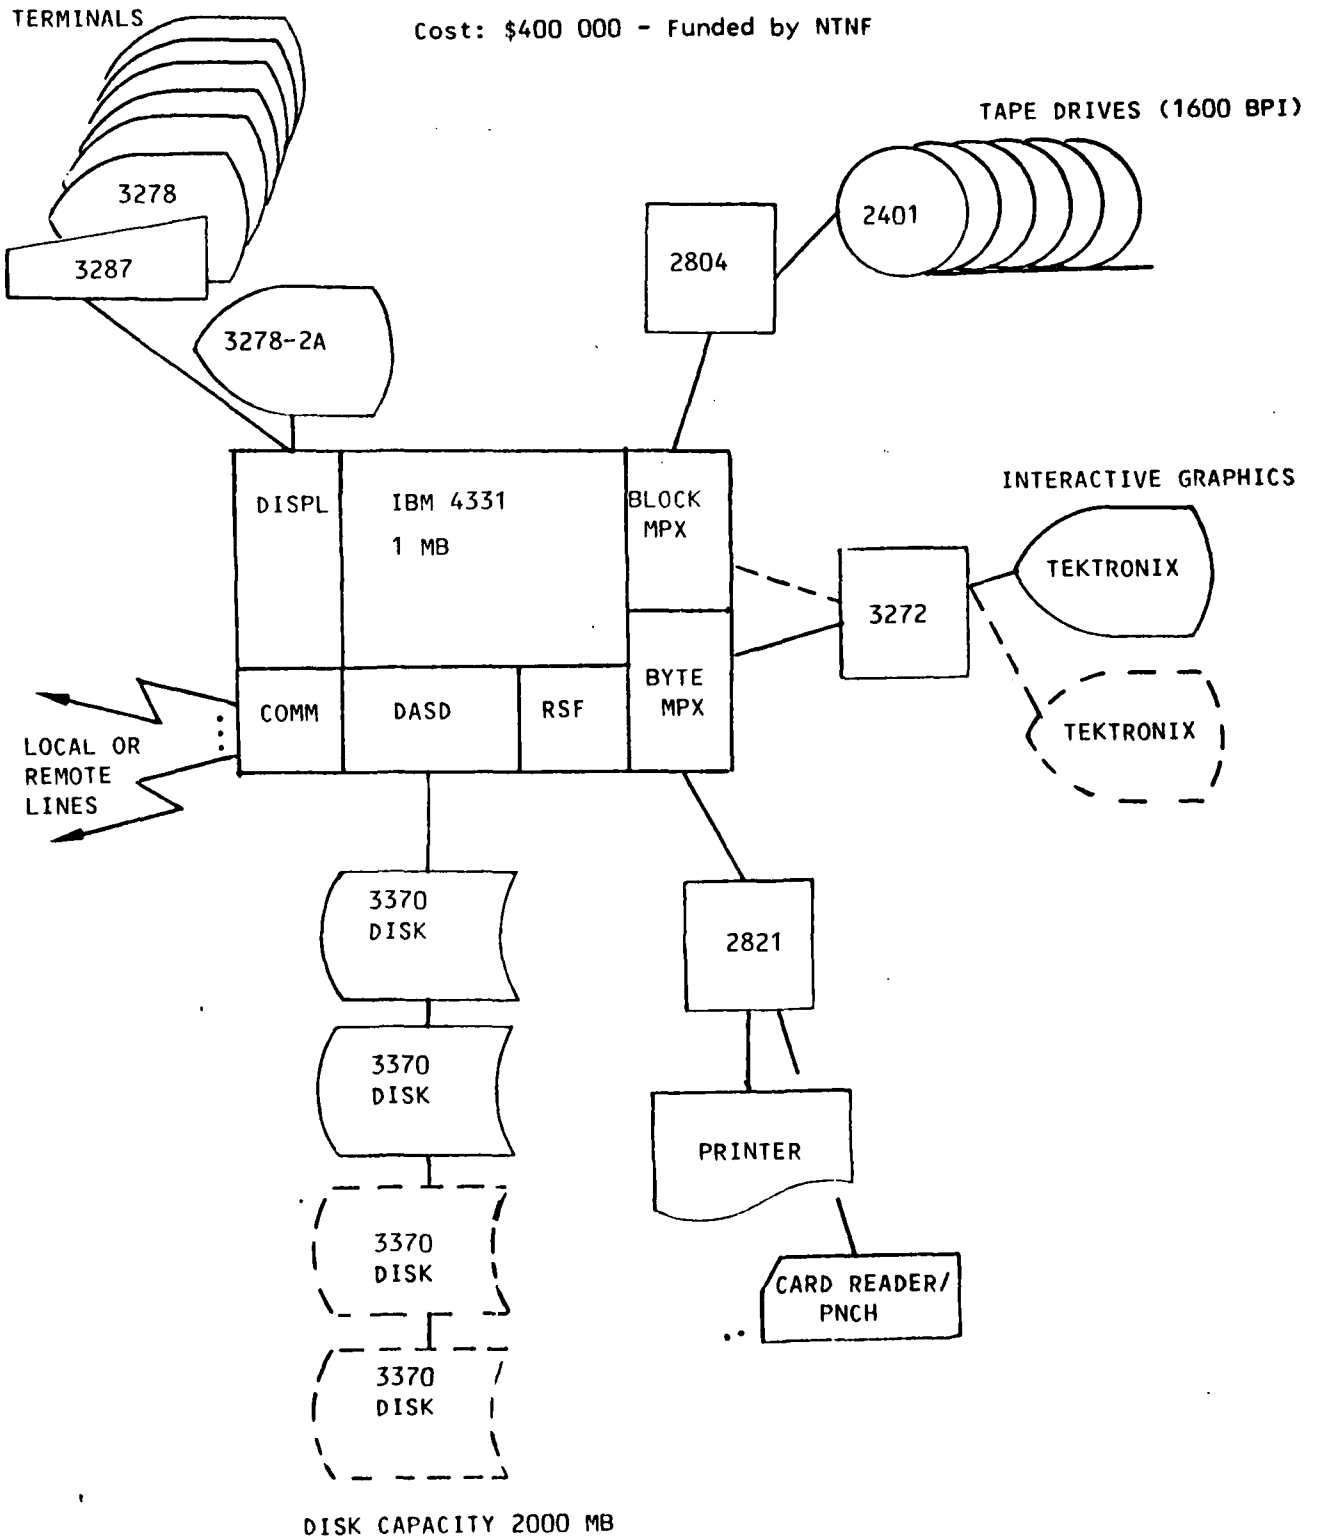 TERMINALS
Cost: $400 000 - Funded by NTNF
TAPE DRIVES (1600 BPI)
3278
2401
3287
2804
3278-2A
DISPL
IBM 4331
1 MB
BLOCK
MPX
INTERACTIVE GRAPHICS
TEKTRONIX
3272
BYTE
MPX
COMM
DASD
RSF
TEKTRONIX
LOCAL OR
REMOTE
LINES
3370
DISK
2821
3370
DISK
PRINTER
3370
DISK
CARD READER/
PNCH
3370
DISK
DISK CAPACITY 2000 MB